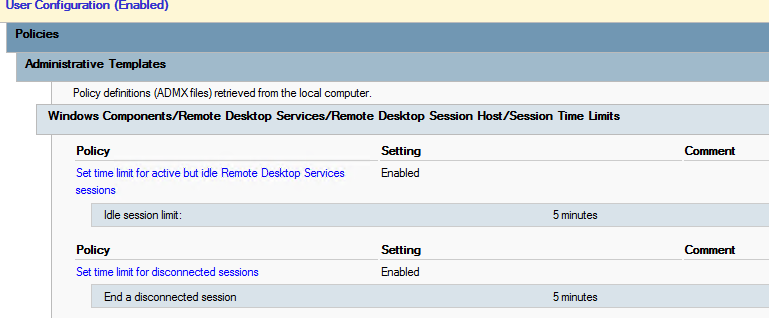 User Configuration (Enabled)
Policies
Administrative Templates
Policy definitions (ADMX files) retrieved from the local computer.
Windows Components/Remote Desktop Services/Remote Desktop Session Host/Session Time Limits
Policy Setting Comment
Set time limit for active but idle Remote Desktop Services Enabled
sessions
Idle session limit: 5 minutes
Policy Setting Comment
Set time limit for disconnected sessions Enabled
End a disconnected session 5 minutes